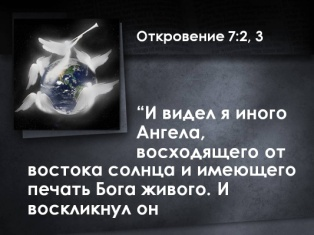 Откровение 7:2, 3
“И видел я иного
Ангела,
восходящего от
востока солнца и имеющего
печать Бога живого. И
воскликнул он